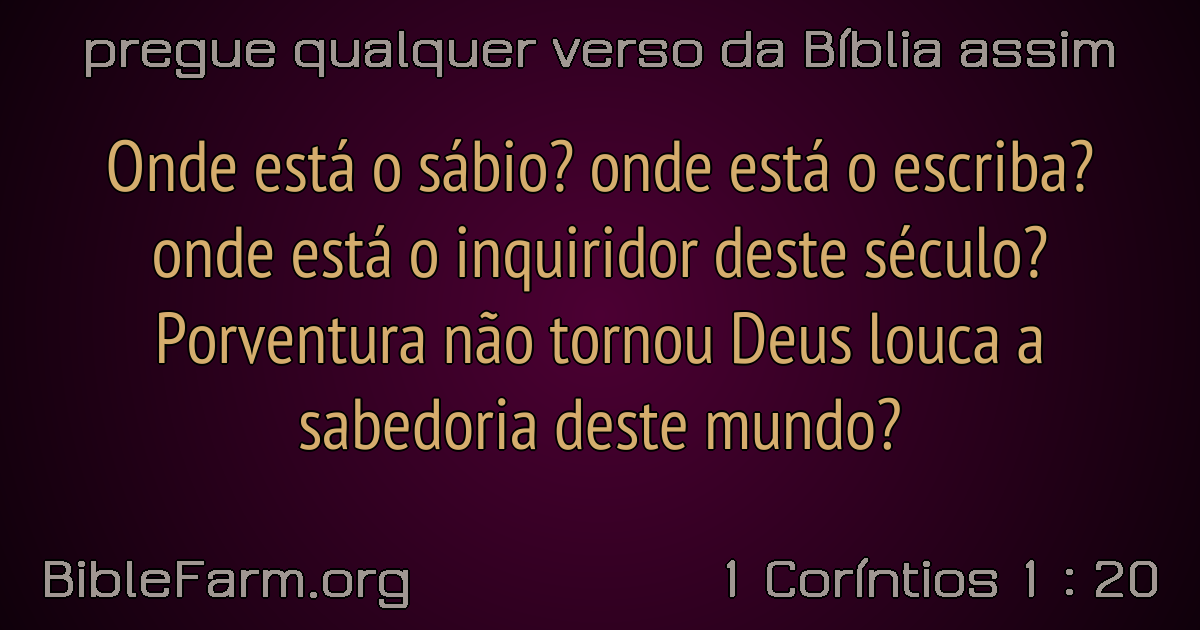 pregue qualquer verso da Bíblia assim
Onde está o sábio? onde está o escriba?
onde está o inquiridor deste século?
Porventura não tornou Deus louca a
sabedoria deste mundo?
BibleFarm.org
1 Coríntios 1 : 20